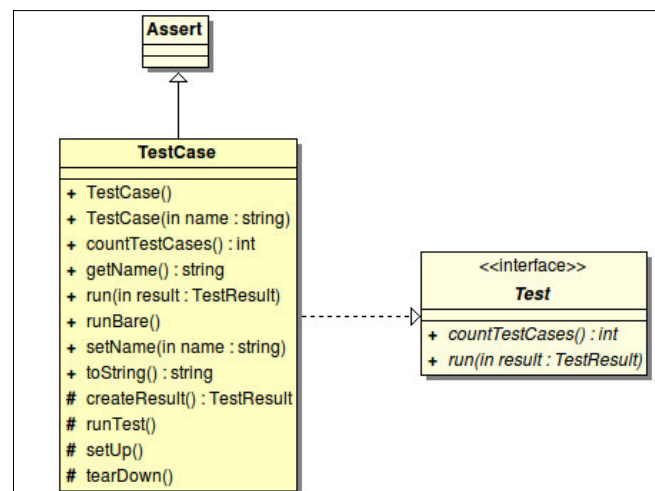 Assert
TestCase
+ TestCase()
+ TestCase(in name : string)
+ countTestCases() : int
+ getName() : string
+ run(in result : TestResult)
+ runBare()
+ setName(in name : string)
+ toString() : string
# createResult() : TestResult
# runTest()
# setUp()
# tearDown()
<<interface>>
Test
+ countTestCases() : int
+ run(in result : TestResult)